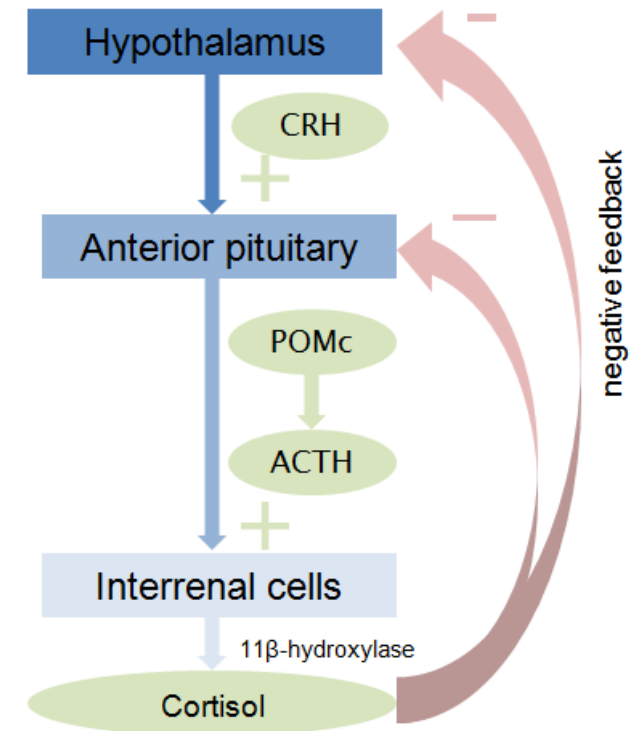 Hypothalamus
CRH
Anterior pituitary
POMc
ACTH
Interrenal cells
11β-hydroxylase
Cortisol
negative feedback